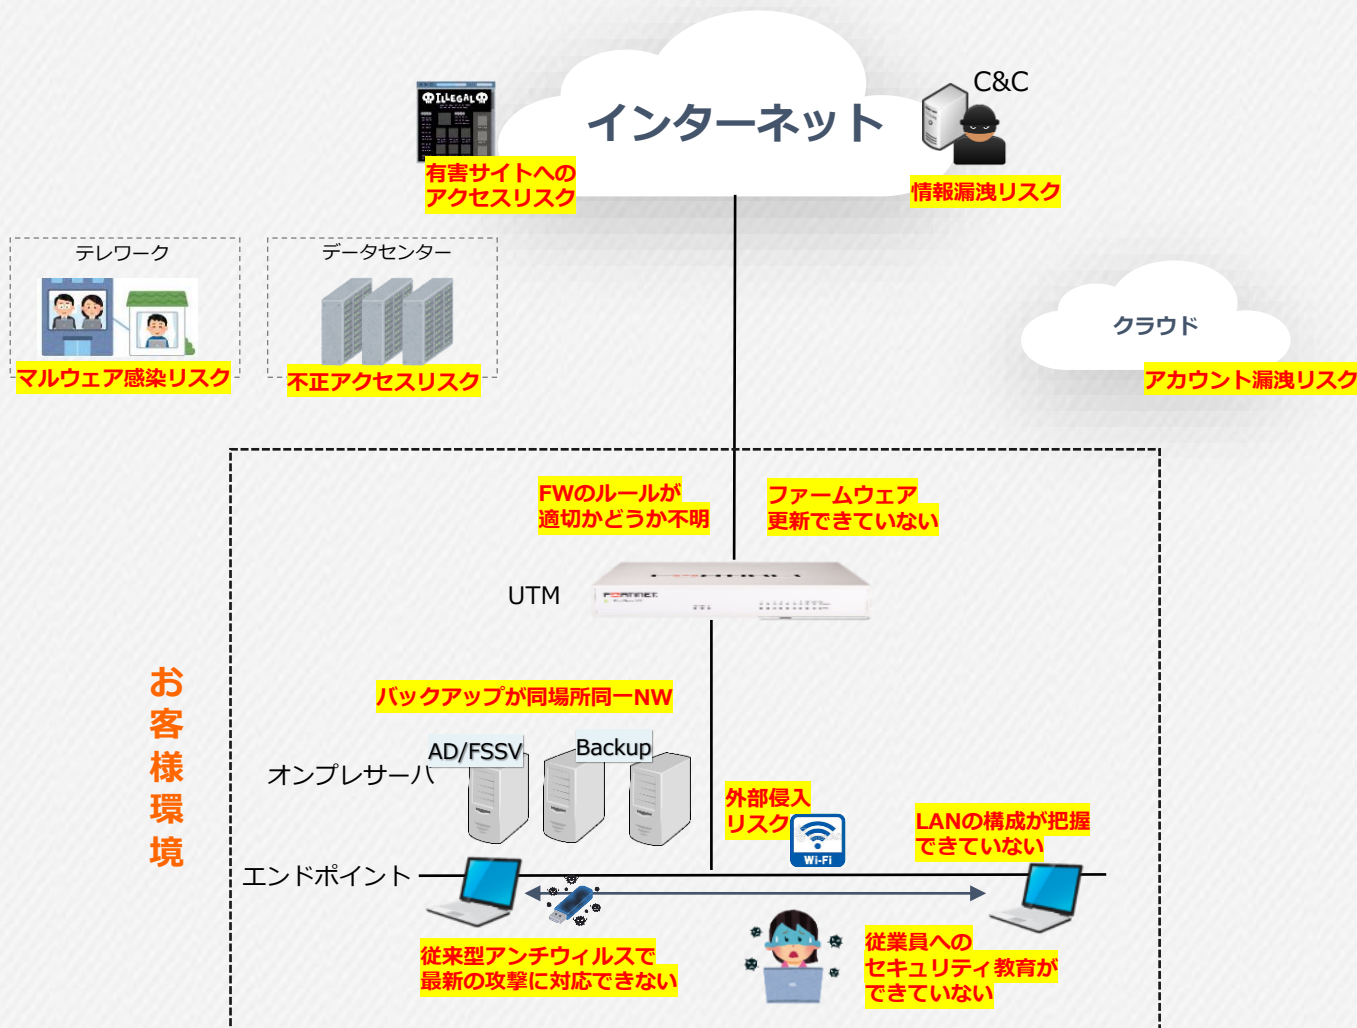 ILLEGAL
インターネット
C&C
有害サイトへの
アクセスリスク
情報漏洩リスク
テレワーク
データセンター
クラウド
マルウェア感染リスク
不正アクセスリスク
アカウント漏洩リスク
FWのルールが
適切かどうか不明
ファームウェア
更新できていない
UTM
FORTINET
お客様環境
バックアップが同場所同一NW
AD/FSSV
Backup
オンプレサーバ
外部侵入
リスク
Wi-Fi
LANの構成が把握
できていない
エンドポイント
従来型アンチウィルスで
最新の攻撃に対応できない
従業員への
セキュリティ教育が
できていない